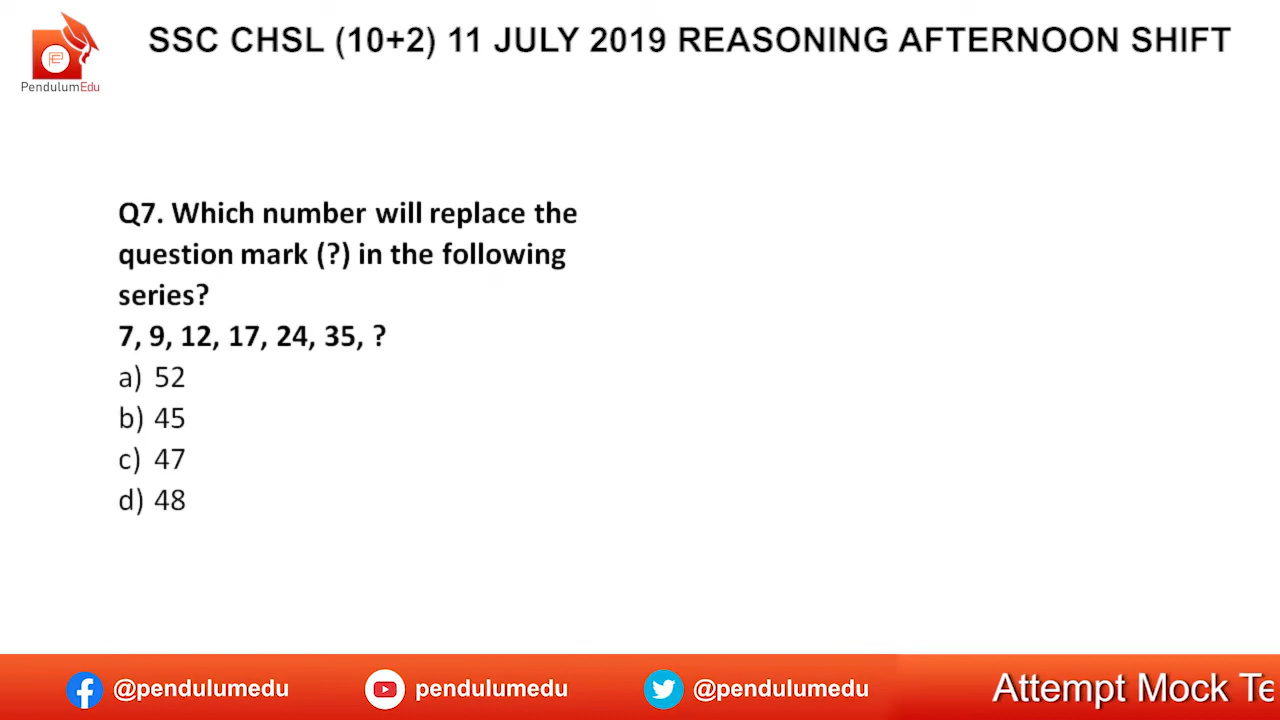 SSC CHSL (10+2) 11 JULY 2019 REASONING AFTERNOON SHIFT
PendulumEdu
Q7. Which number will replace the
question mark (?) in the following
series?
7, 9, 12, 17, 24, 35, ?
a) 52
b) 45
c) 47
d) 48
@pendulumedu
pendulumedu
@pendulumedu
Attempt Mock Te